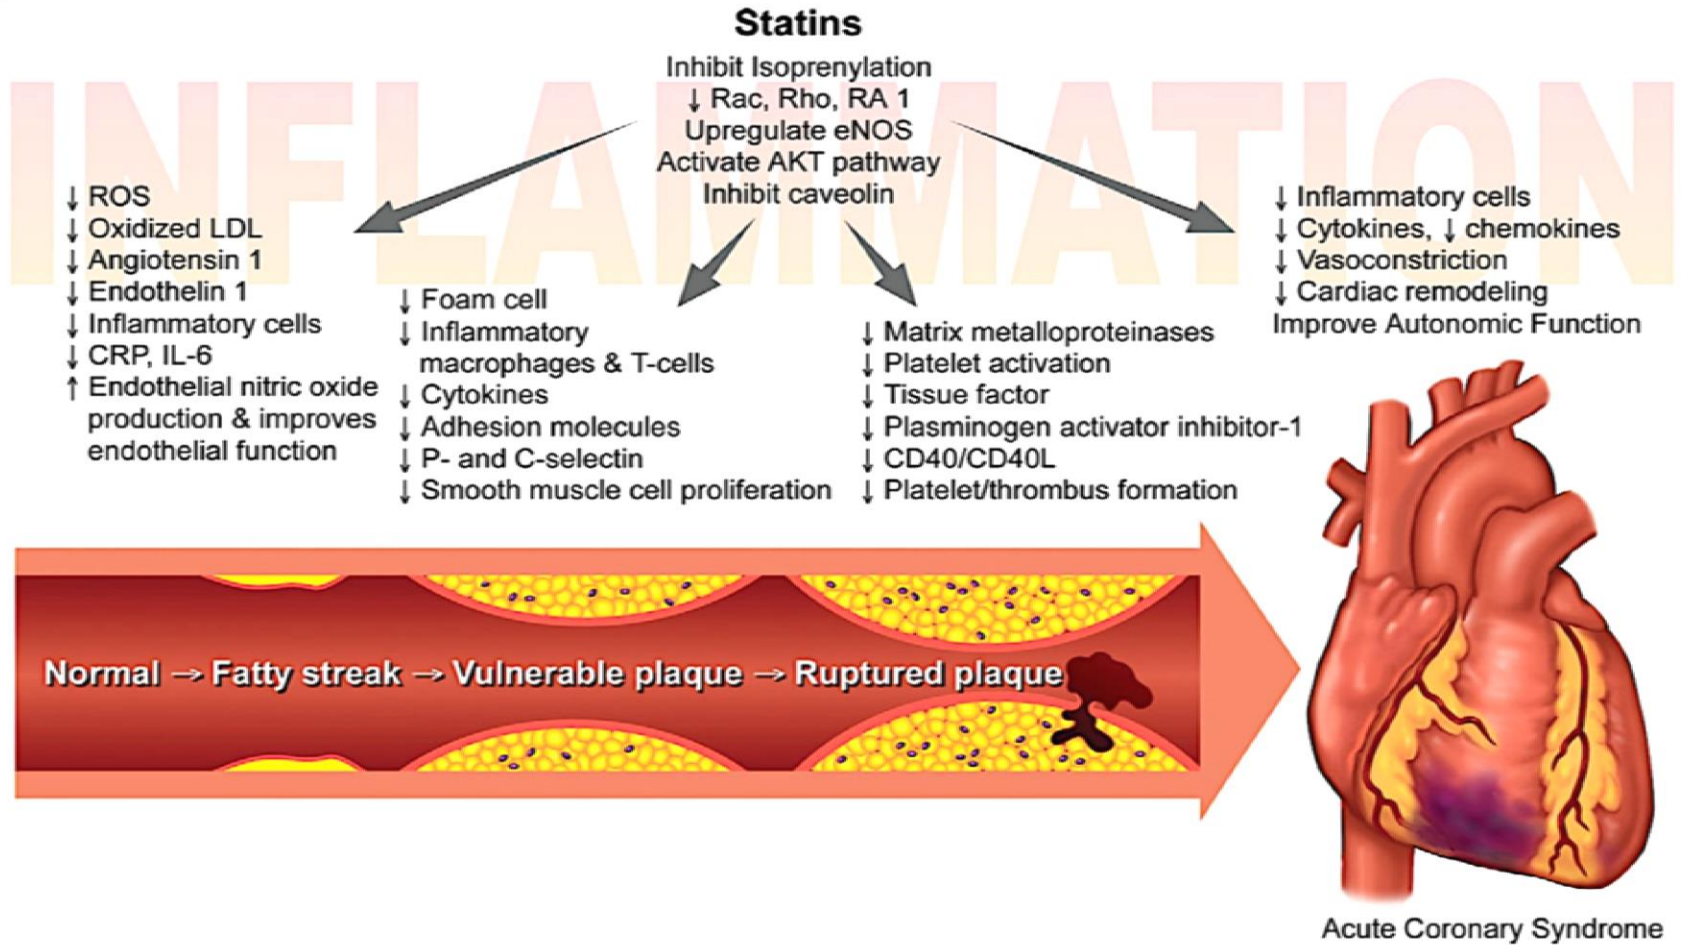 Statins
INFLAMMATION
Inhibit Isoprenylation
↓ Rac, Rho, RA 1
Upregulate eNOS
Activate AKT pathway
Inhibit caveolin
↓ ROS
↓ Oxidized LDL
↓ Angiotensin 1
↓ Endothelin 1
↓ Inflammatory cells
↓ CRP, IL-6
↑ Endothelial nitric oxide
production & improves
endothelial function
↓ Foam cell
↓ Inflammatory
macrophages & T-cells
↓ Cytokines
↓ Adhesion molecules
↓ P- and C-selectin
↓ Smooth muscle cell proliferation
↓ Matrix metalloproteinases
↓ Platelet activation
↓ Tissue factor
↓ Plasminogen activator inhibitor-1
↓ CD40/CD40L
↓ Platelet/thrombus formation
↓ Inflammatory cells
↓ Cytokines, ↓ chemokines
↓ Vasoconstriction
↓ Cardiac remodeling
Improve Autonomic Function
Normal → Fatty streak → Vulnerable plaque → Ruptured plaque
Acute Coronary Syndrome